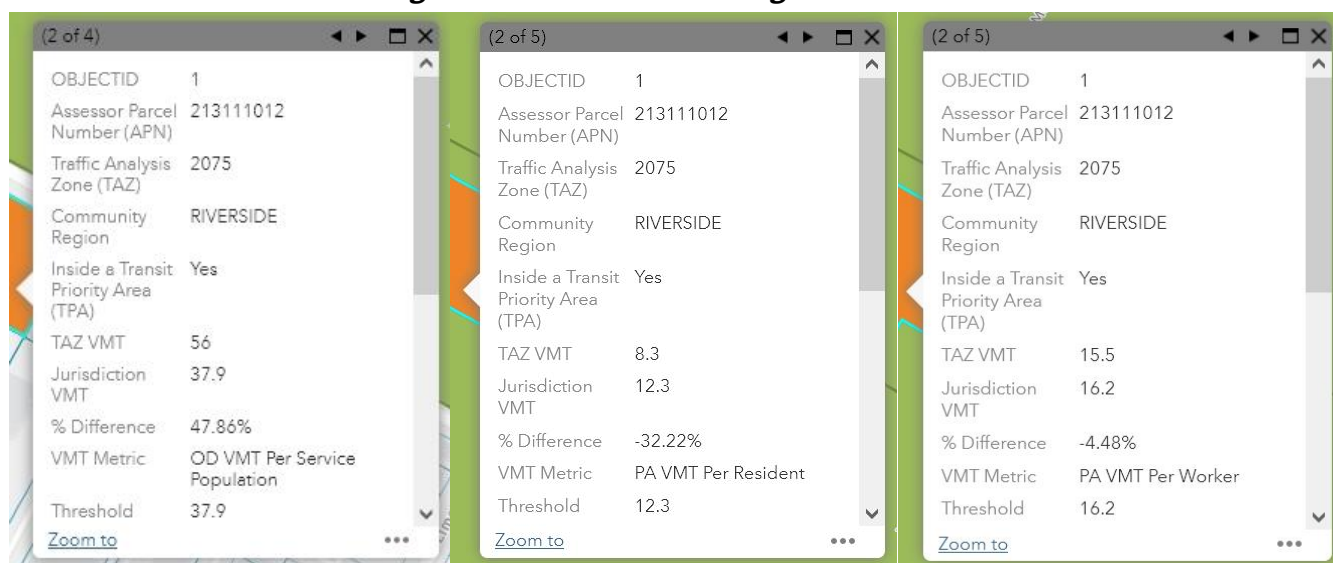 (2 of 4)
OBJECTID 1
Assessor Parcel 213111012
Number (APN)
Traffic Analysis 2075
Zone (TAZ)
Community RIVERSIDE
Region
Inside a Transit Yes
Priority Area
(TPA)
TAZ VMT 56
Jurisdiction 37.9
VMT
% Difference 47.86%
VMT Metric OD VMT Per Service
Population
Threshold 37.9
Zoom to
(2 of 5)
OBJECTID 1
Assessor Parcel 213111012
Number (APN)
Traffic Analysis 2075
Zone (TAZ)
Community RIVERSIDE
Region
Inside a Transit Yes
Priority Area
(TPA)
TAZ VMT 8.3
Jurisdiction 12.3
VMT
% Difference -32.22%
VMT Metric PA VMT Per Resident
Threshold 12.3
Zoom to
(2 of 5)
OBJECTID 1
Assessor Parcel 213111012
Number (APN)
Traffic Analysis 2075
Zone (TAZ)
Community RIVERSIDE
Region
Inside a Transit Yes
Priority Area
(TPA)
TAZ VMT 15.5
Jurisdiction 16.2
VMT
% Difference -4.48%
VMT Metric PA VMT Per Worker
Threshold 16.2
Zoom to